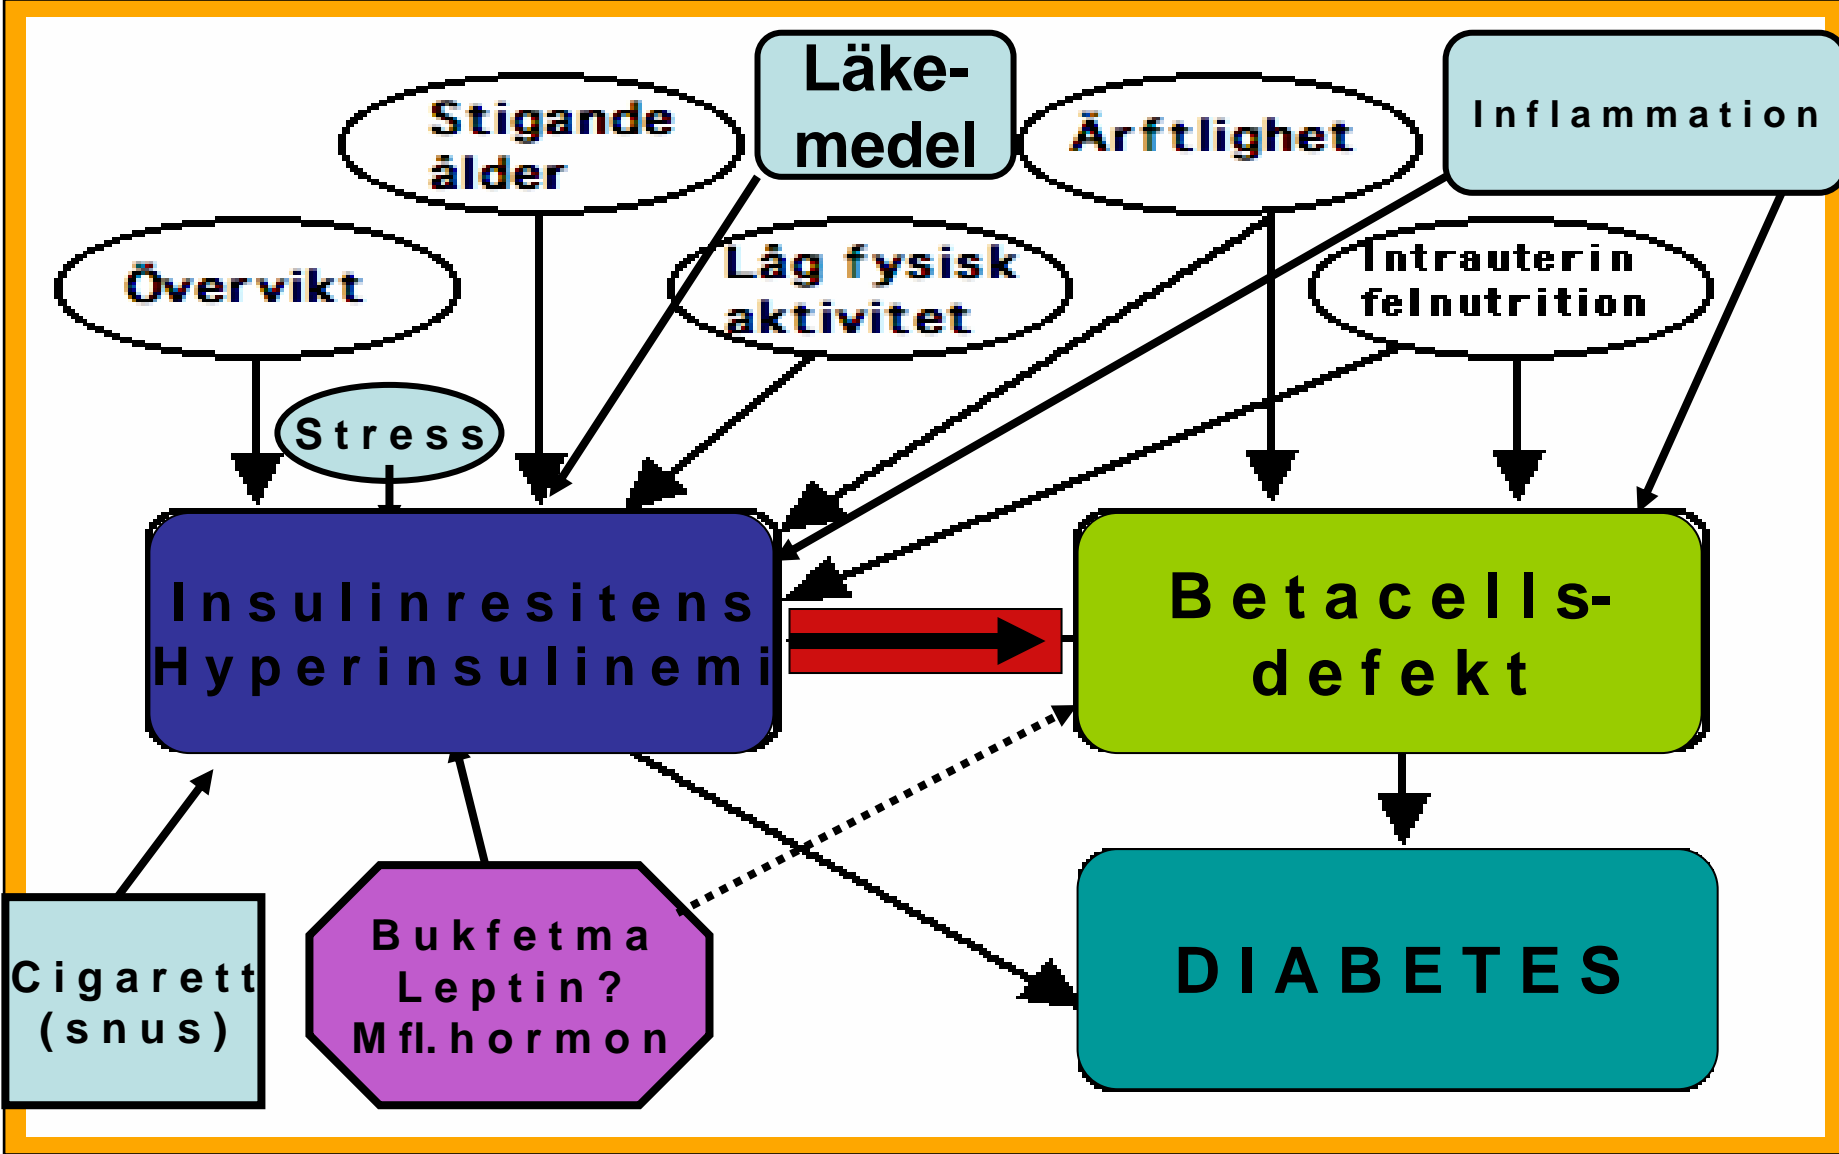 Läke-
medel
Stigande
ålder
Ärftlighet
Inflammation
Övervikt
Låg fysisk
aktivitet
Intrauterin
felnutrition
Stress
Insulinresitens
Hyperinsulinemi
Betacells-
defekt
Bukfetma
Leptin?
Mfl.hormon
Cigarett
(snus)
DIABETES